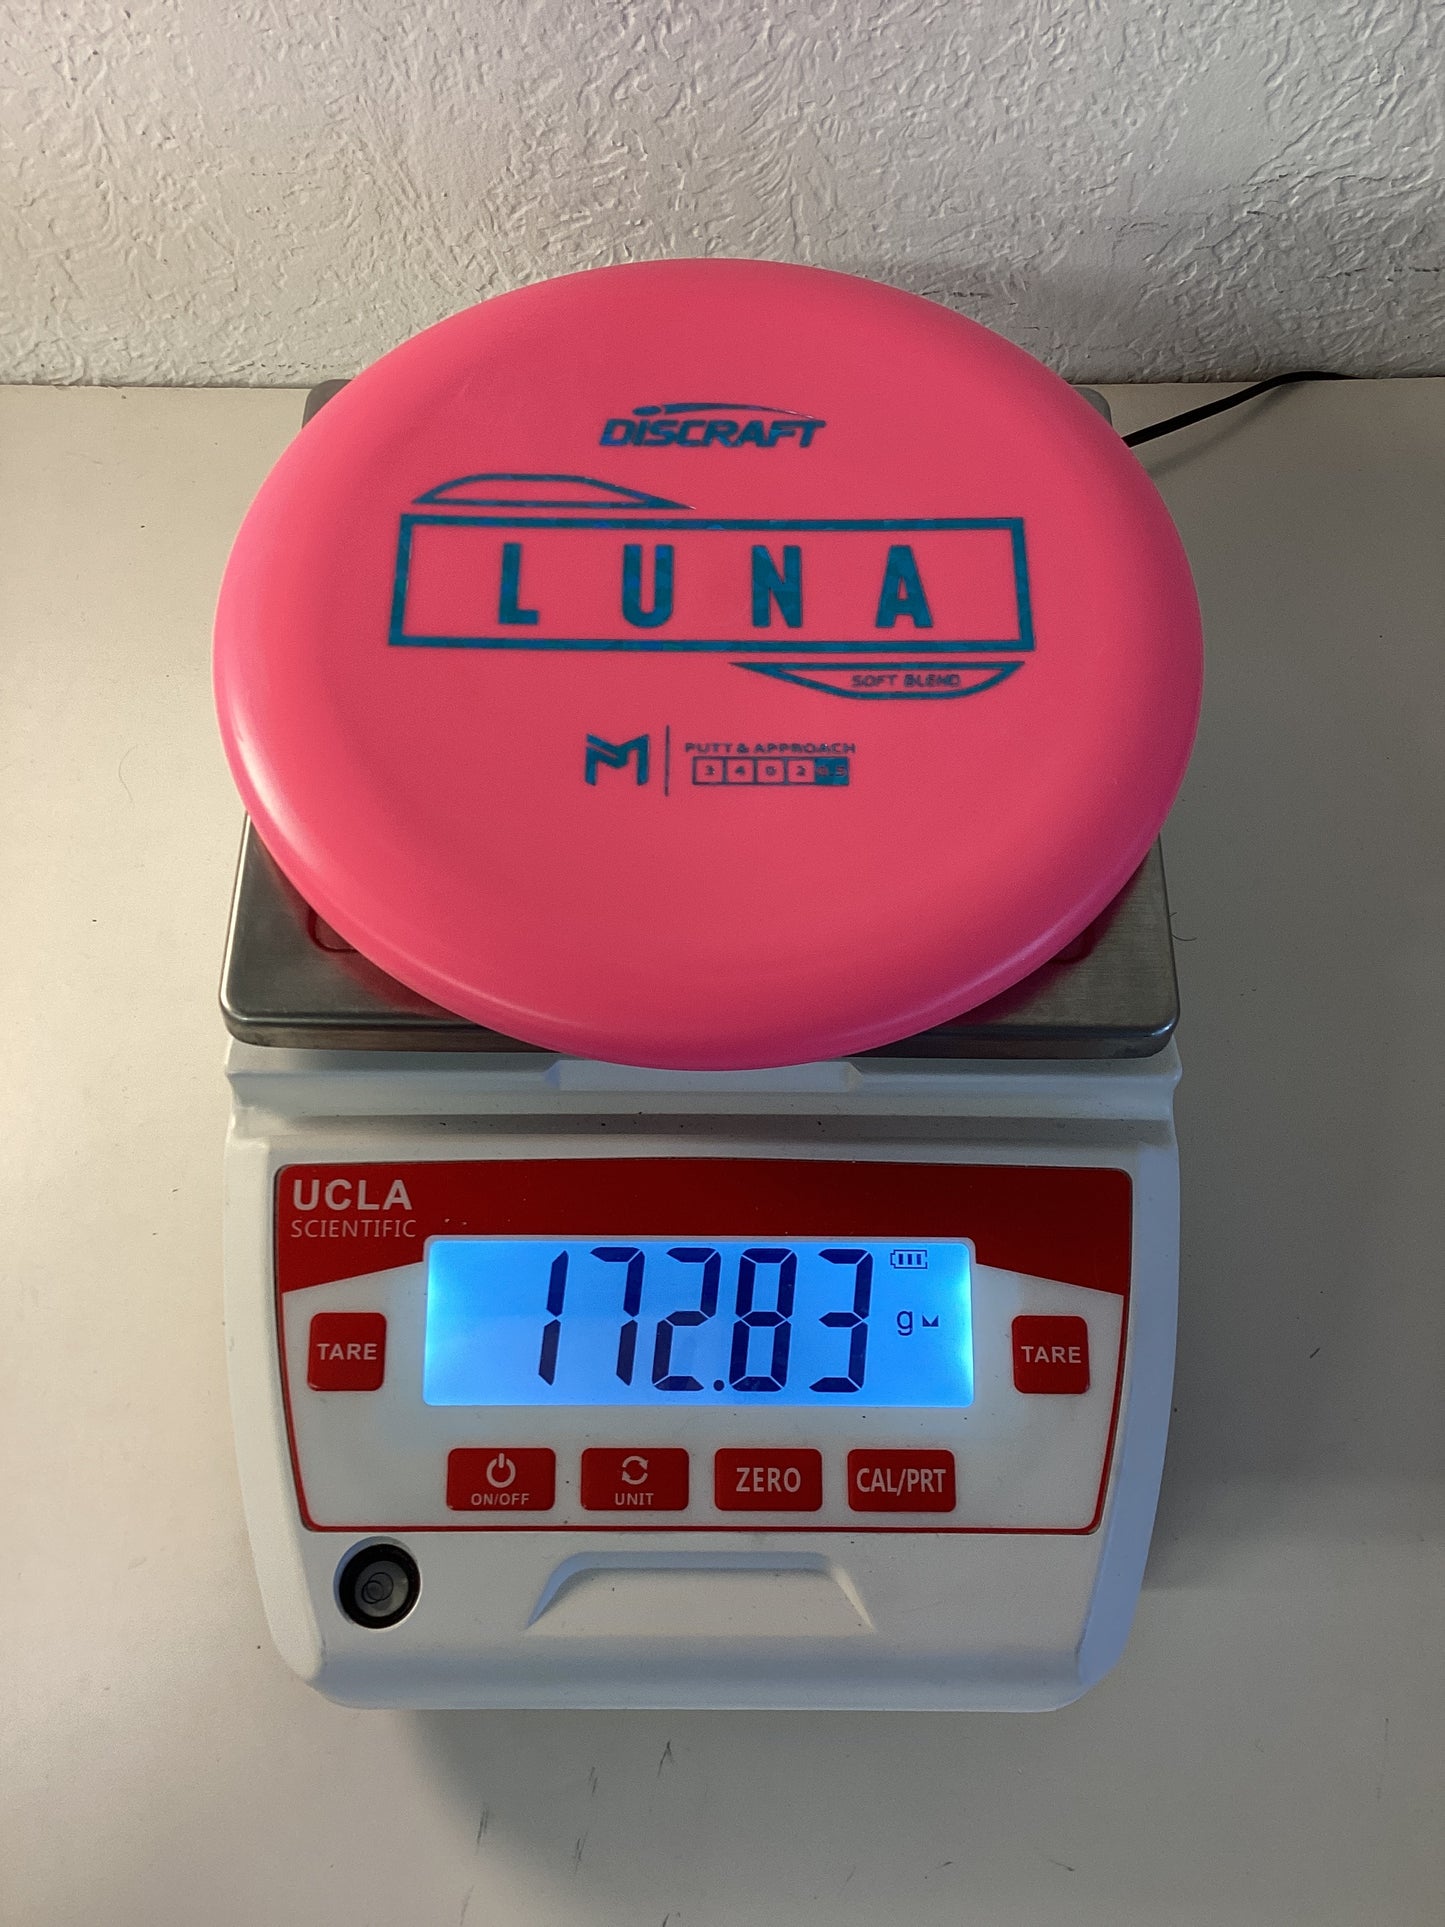 DISCRAFT
LUNA
SOFT BLEND
PUTT & APPROACH
3 4 0 2 0.5
UCLA
SCIENTIFIC
172.83 g
TARE
TARE
ON/OFF
UNIT
ZERO
CAL/PRT